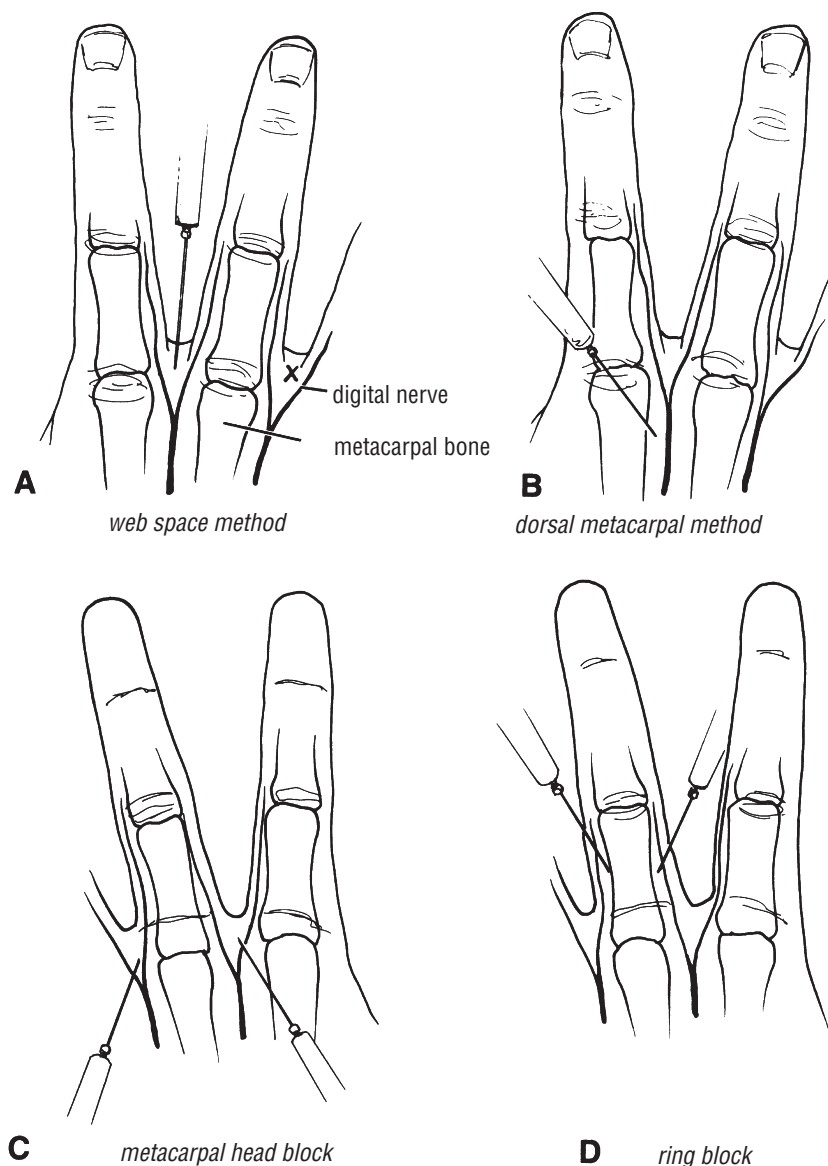 digital nerve
metacarpal bone
A
web space method
B
dorsal metacarpal method
C
metacarpal head block
D
ring block